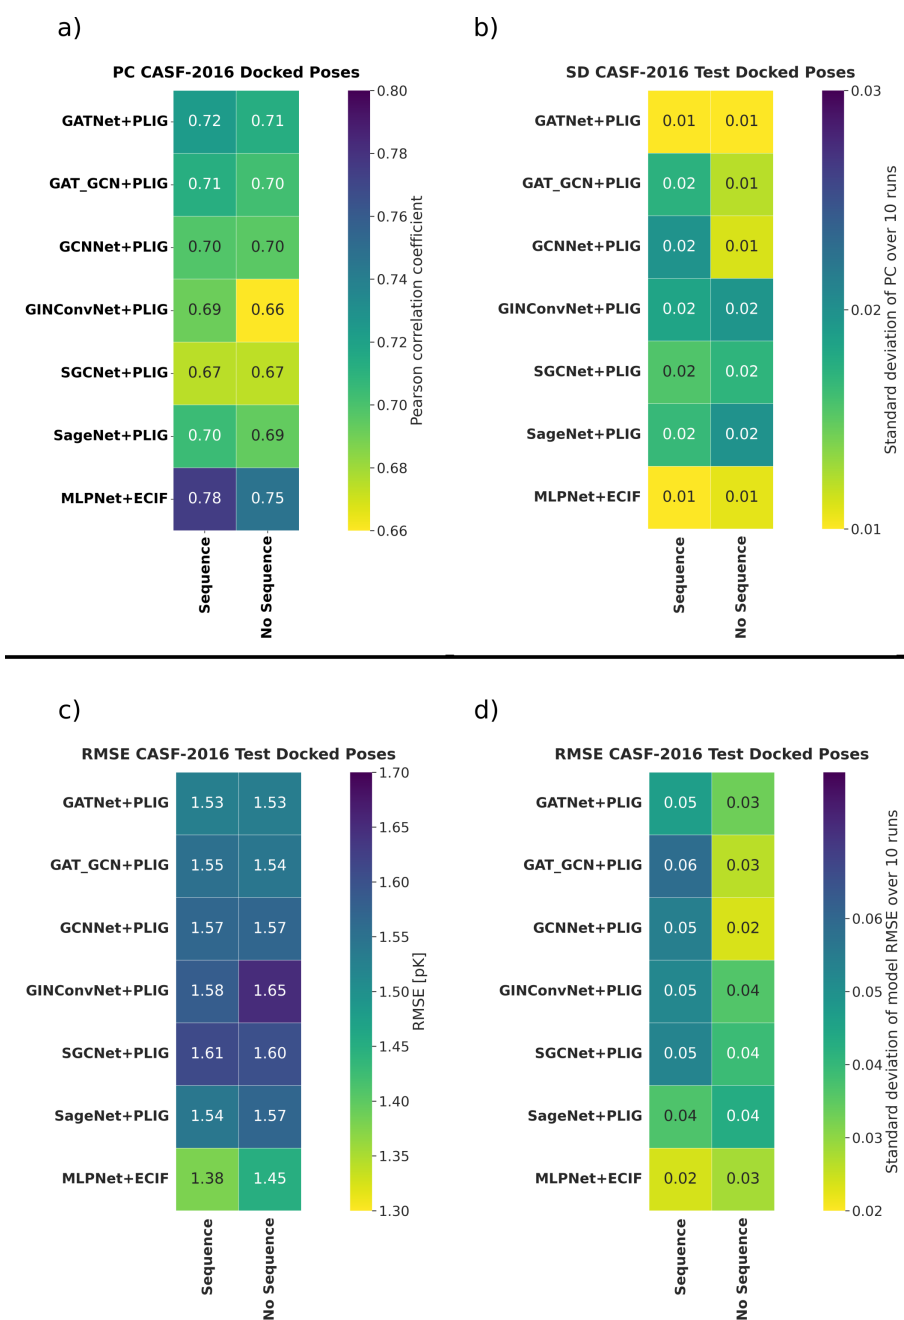 a)
PC CASF-2016 Docked Poses
GATNet+PLIG 0.72 0.71
GAT_GCN+PLIG 0.71 0.70
GCNNet+PLIG 0.70 0.70
GINConvNet+PLIG 0.69 0.66
SGCNet+PLIG 0.67 0.67
SageNet+PLIG 0.70 0.69
MLPNet+ECIF 0.78 0.75
Sequence
No Sequence
0.80
0.78
0.76
0.74
0.72
0.70
0.68
0.66
Pearson correlation coefficient
b)
SD CASF-2016 Test Docked Poses
GATNet+PLIG 0.01 0.01
GAT_GCN+PLIG 0.02 0.01
GCNNet+PLIG 0.02 0.01
GINConvNet+PLIG 0.02 0.02
SGCNet+PLIG 0.02 0.02
SageNet+PLIG 0.02 0.02
MLPNet+ECIF 0.01 0.01
Sequence
No Sequence
0.03
0.02
0.01
Standard deviation of PC over 10 runs
c)
RMSE CASF-2016 Test Docked Poses
GATNet+PLIG 1.53 1.53
GAT_GCN+PLIG 1.55 1.54
GCNNet+PLIG 1.57 1.57
GINConvNet+PLIG 1.58 1.65
SGCNet+PLIG 1.61 1.60
SageNet+PLIG 1.54 1.57
MLPNet+ECIF 1.38 1.45
Sequence
No Sequence
1.70
1.65
1.60
1.55
1.50
1.45
1.40
1.35
1.30
RMSE [pK]
d)
RMSE CASF-2016 Test Docked Poses
GATNet+PLIG 0.05 0.03
GAT_GCN+PLIG 0.06 0.03
GCNNet+PLIG 0.05 0.02
GINConvNet+PLIG 0.05 0.04
SGCNet+PLIG 0.05 0.04
SageNet+PLIG 0.04 0.04
MLPNet+ECIF 0.02 0.03
Sequence
No Sequence
0.06
0.05
0.04
0.03
0.02
Standard deviation of model RMSE over 10 runs